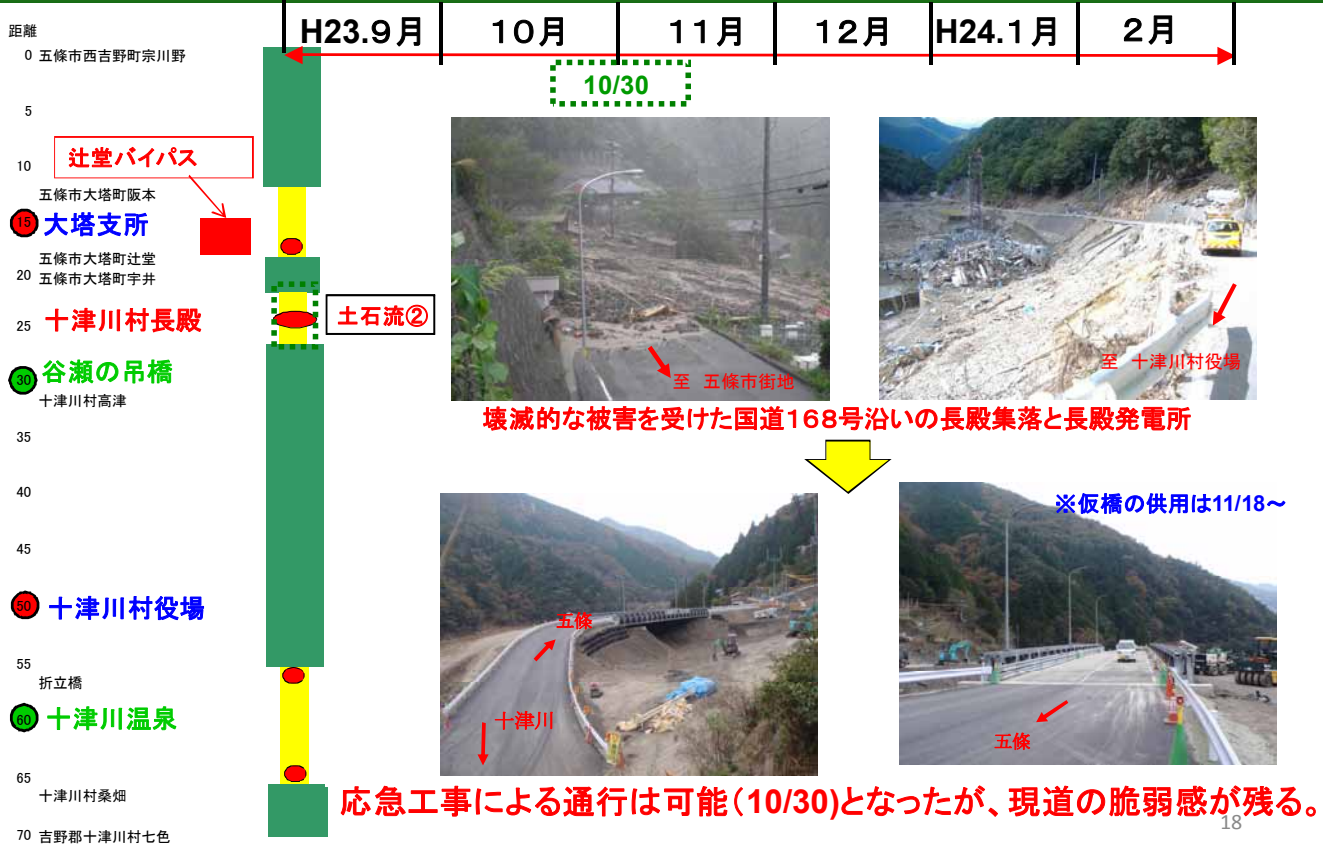 H23.9月
10月
11月
12月
H24.1月
2月
距離
0 五條市西吉野町宗川野
10/30
5
辻堂バイパス
10
五條市大塔町阪本
15 大塔支所
五條市大塔町辻堂
20 五條市大塔町宇井
25 十津川村長殿
土石流②
30 谷瀬の吊橋
十津川村高津
至 五條市街地
至 十津川村役場
壊滅的な被害を受けた国道168号沿いの長殿集落と長殿発電所
35
40
45
※仮橋の供用は11/18～
50 十津川村役場
五條
十津川
五條
55
折立橋
60 十津川温泉
65
十津川村桑畑
応急工事による通行は可能（10/30）となったが、現道の脆弱感が残る。
18
70 吉野郡十津川村七色